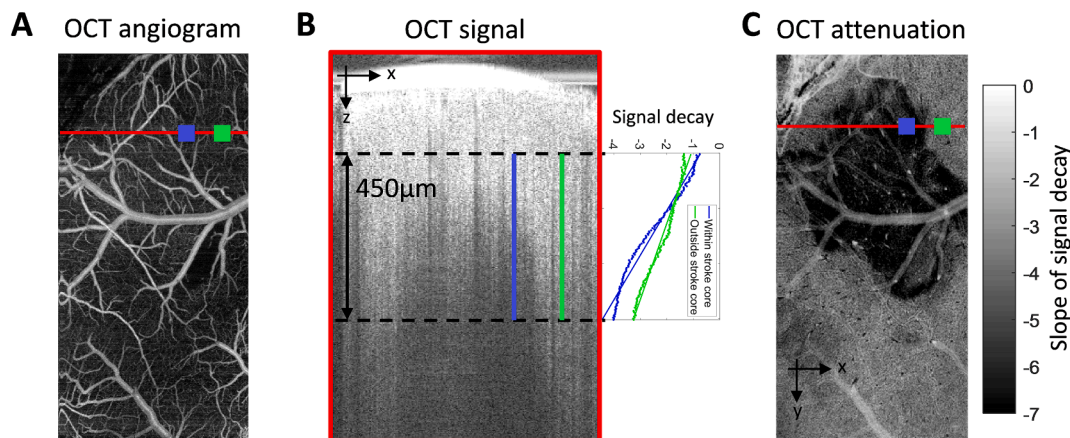 A OCT angiogram
B OCT signal
C OCT attenuation
x
z
450µm
Signal decay
-4 -3 -2 -1
Within stroke core
Outside stroke core
x
y
0
-1
-2
-3
-4
-5
-6
-7
Slope of signal decay